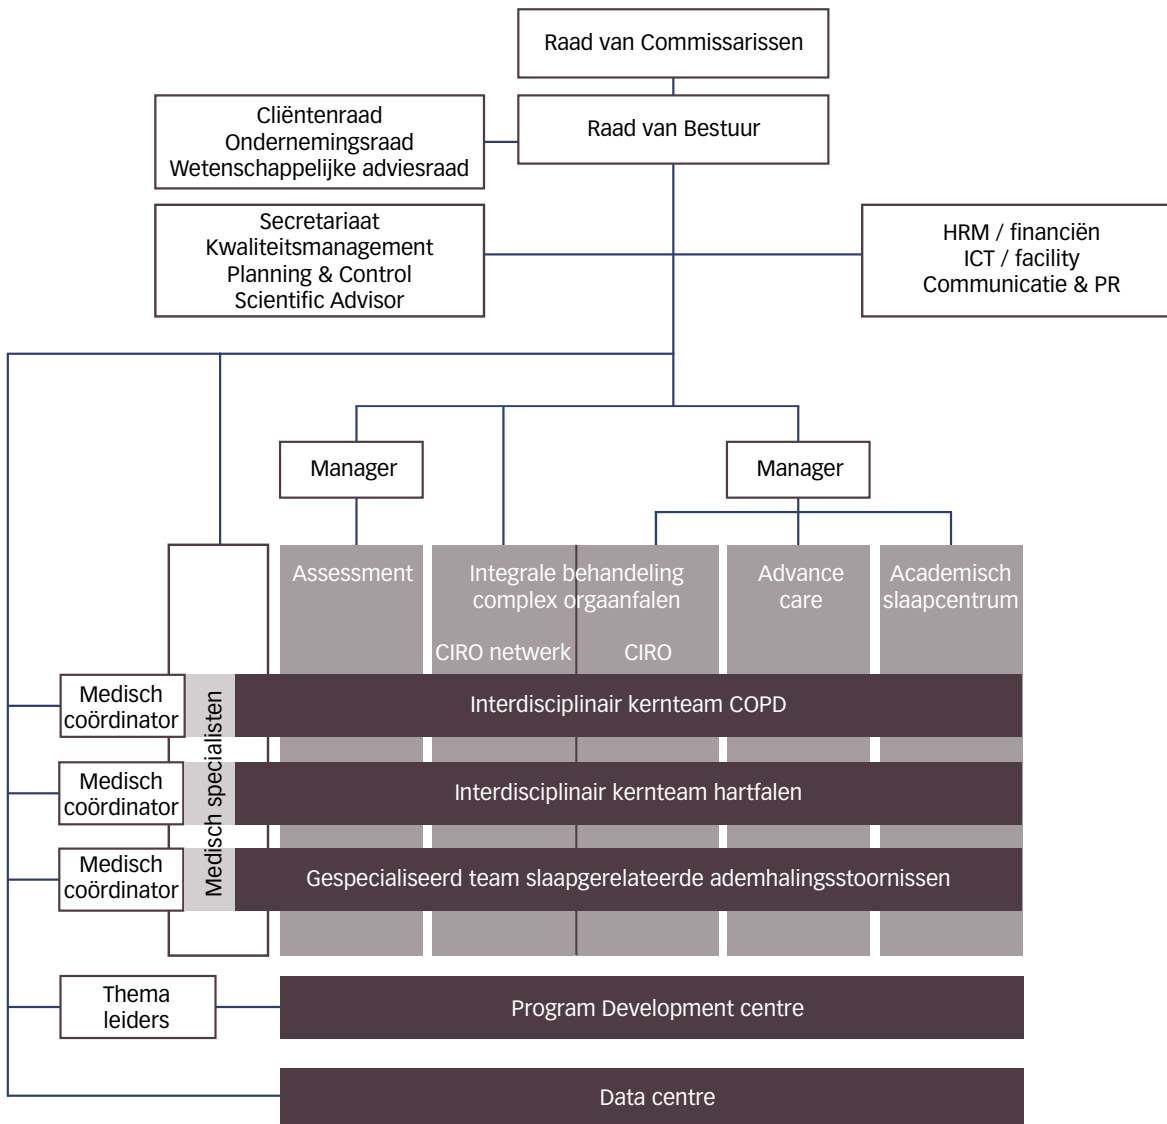 Raad van Commissarissen
Cliëntenraad
Ondernemingsraad
Wetenschappelijke adviesraad
Raad van Bestuur
Secretariaat
Kwaliteitsmanagement
Planning & Control
Scientific Advisor
HRM / financiën
ICT / facility
Communicatie & PR
Manager
Manager
Assessment
Integrale behandeling
complex orgaanfalen
CIRO netwerk
CIRO
Advance
care
Academisch
slaapcentrum
Medisch
coördinator
Medisch specialisten
Interdisciplinair kernteam COPD
Medisch
coördinator
Interdisciplinair kernteam hartfalen
Medisch
coördinator
Gespecialiseerd team slaapgerelateerde ademhalingsstoornissen
Thema
leiders
Program Development centre
Data centre